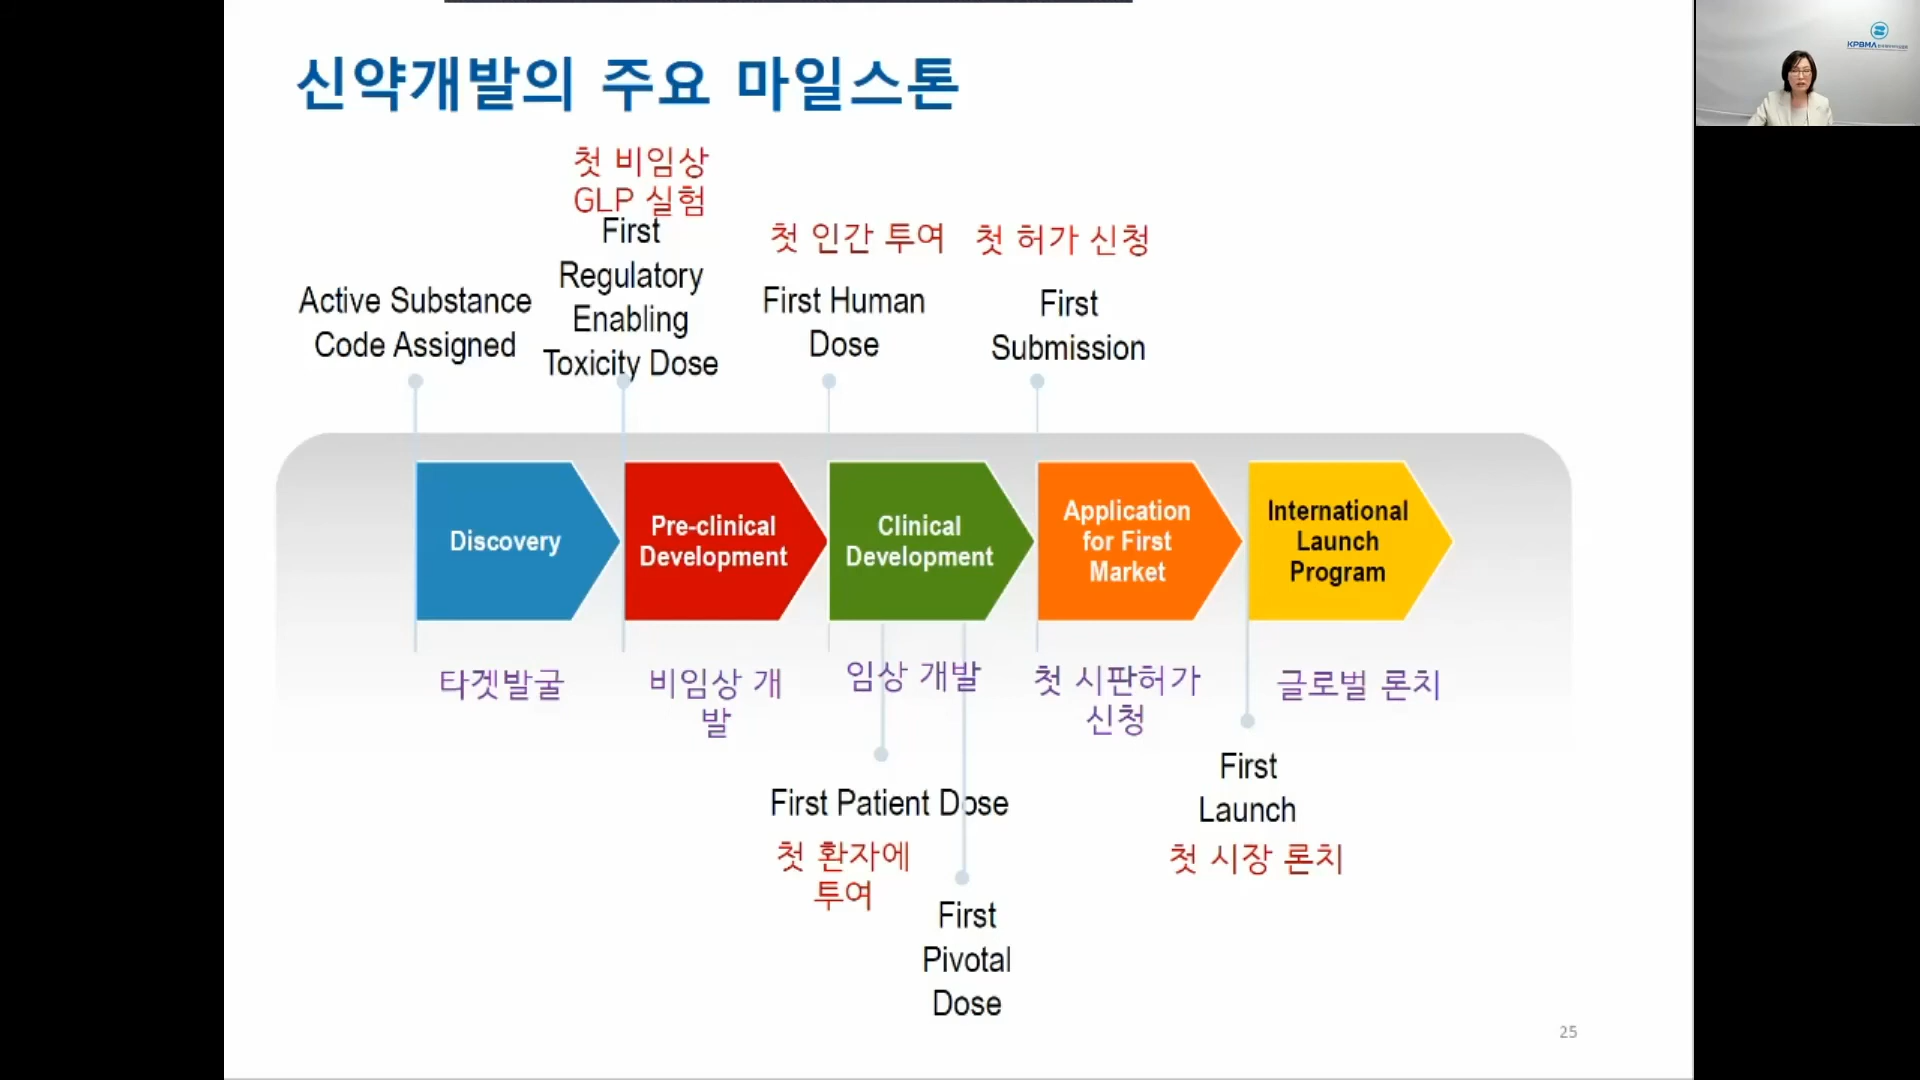 신약개발의 주요 마일스톤
KPBMA
첫 비임상
GLP 실험
First
Regulatory
Enabling
Toxicity Dose
Active Substance
Code Assigned
첫 인간 투여
First Human
Dose
첫 허가 신청
First
Submission
Discovery
Pre-clinical
Development
Clinical
Development
Application
for First
Market
International
Launch
Program
타겟발굴
비임상 개
발
임상 개발
첫 시판허가
신청
글로벌 론치
First Patient Dose
첫 환자에
투여
First
Pivotal
Dose
First
Launch
첫 시장 론치
25